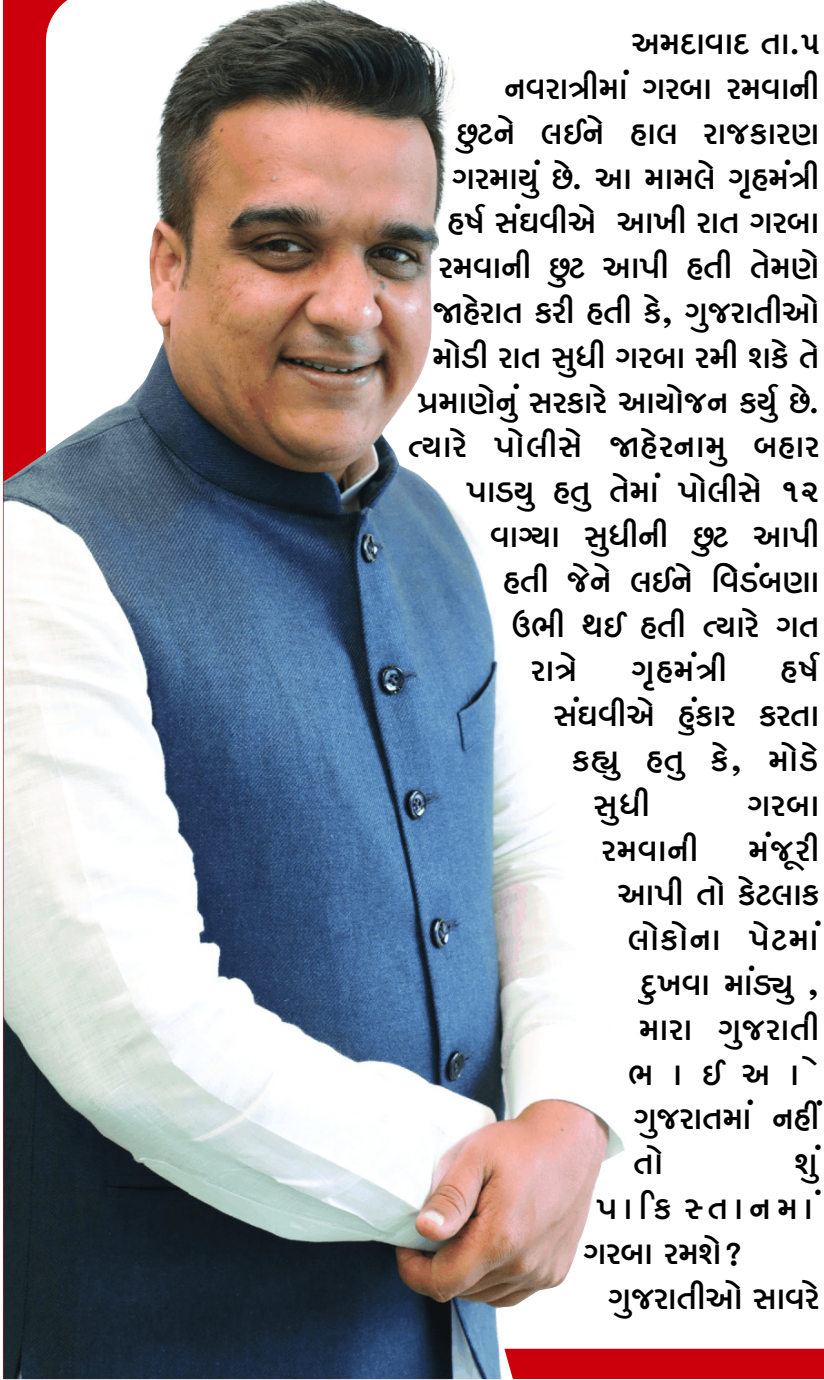 અમદાવાદ તા.૫
નવરાત્રીમાં ગરબા રમવાની
છુટને લઈને હાલ રાજકારણ
ગરમાયું છે. આ મામલે ગૃહમંત્રી
હર્ષ સંઘવીએ આખી રાત ગરબા
રમવાની છુટ આપી હતી તેમણે
જાહેરાત કરી હતી કે, ગુજરાતીઓ
મોડી રાત સુધી ગરબા રમી શકે તે
પ્રમાણેનું સરકારે આયોજન કર્યુ છે.
ત્યારે પોલીસે જાહેરનામુ બહાર
પાડયુ હતુ તેમાં પોલીસે ૧૨
વાગ્યા સુધીની છુટ આપી
હતી જેને લઈને વિડંબણા
ઉભી થઈ હતી ત્યારે ગત
રાત્રે ગૃહમંત્રી હર્ષ
સંઘવીએ હુંકાર કરતા
કહ્યુ હતુ કે, મોડે
સુધી ગરબા
રમવાની મંજૂરી
આપી તો કેટલાક
લોકોના પેટમાં
દુખવા માંડ્યુ ,
મારા ગુજરાતી
ભાઈઓ
ગુજરાતમાં નહીં
તો શું
પાકિસ્તાનમાં
ગરબા રમશે?
ગુજરાતીઓ સાવરે